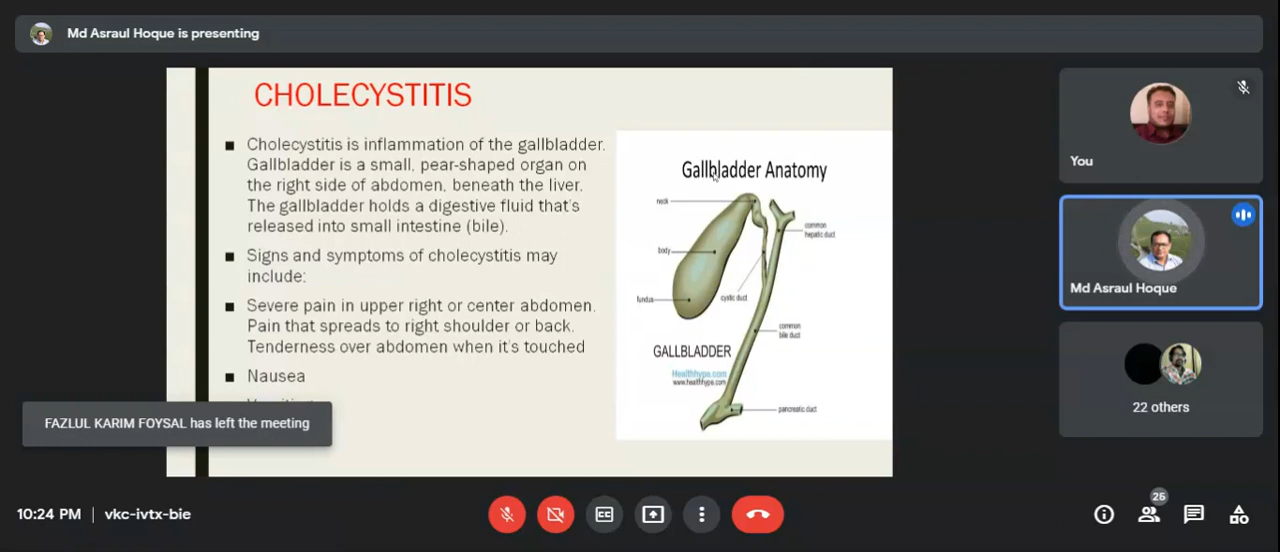 Md Asraul Hoque is presenting
CHOLECYSTITIS
■ Cholecystitis is inflammation of the gallbladder.
Gallbladder is a small, pear-shaped organ on
the right side of abdomen, beneath the liver.
The gallbladder holds a digestive fluid that's
released into small intestine (bile).
■ Signs and symptoms of cholecystitis may
include:
■ Severe pain in upper right or center abdomen.
Pain that spreads to right shoulder or back.
Tenderness over abdomen when it's touched
■ Nausea
Gallbladder Anatomy
neck
body
fundus
cystic duct
common
hepatic duct
common
bile duct
pancreatic duct
GALLBLADDER
Healthhype.com
www.healthhype.com
You
Md Asraul Hoque
22 others
FAZLUL KARIM FOYSAL has left the meeting
10:24 PM | vkc-ivtx-bie
CC
26